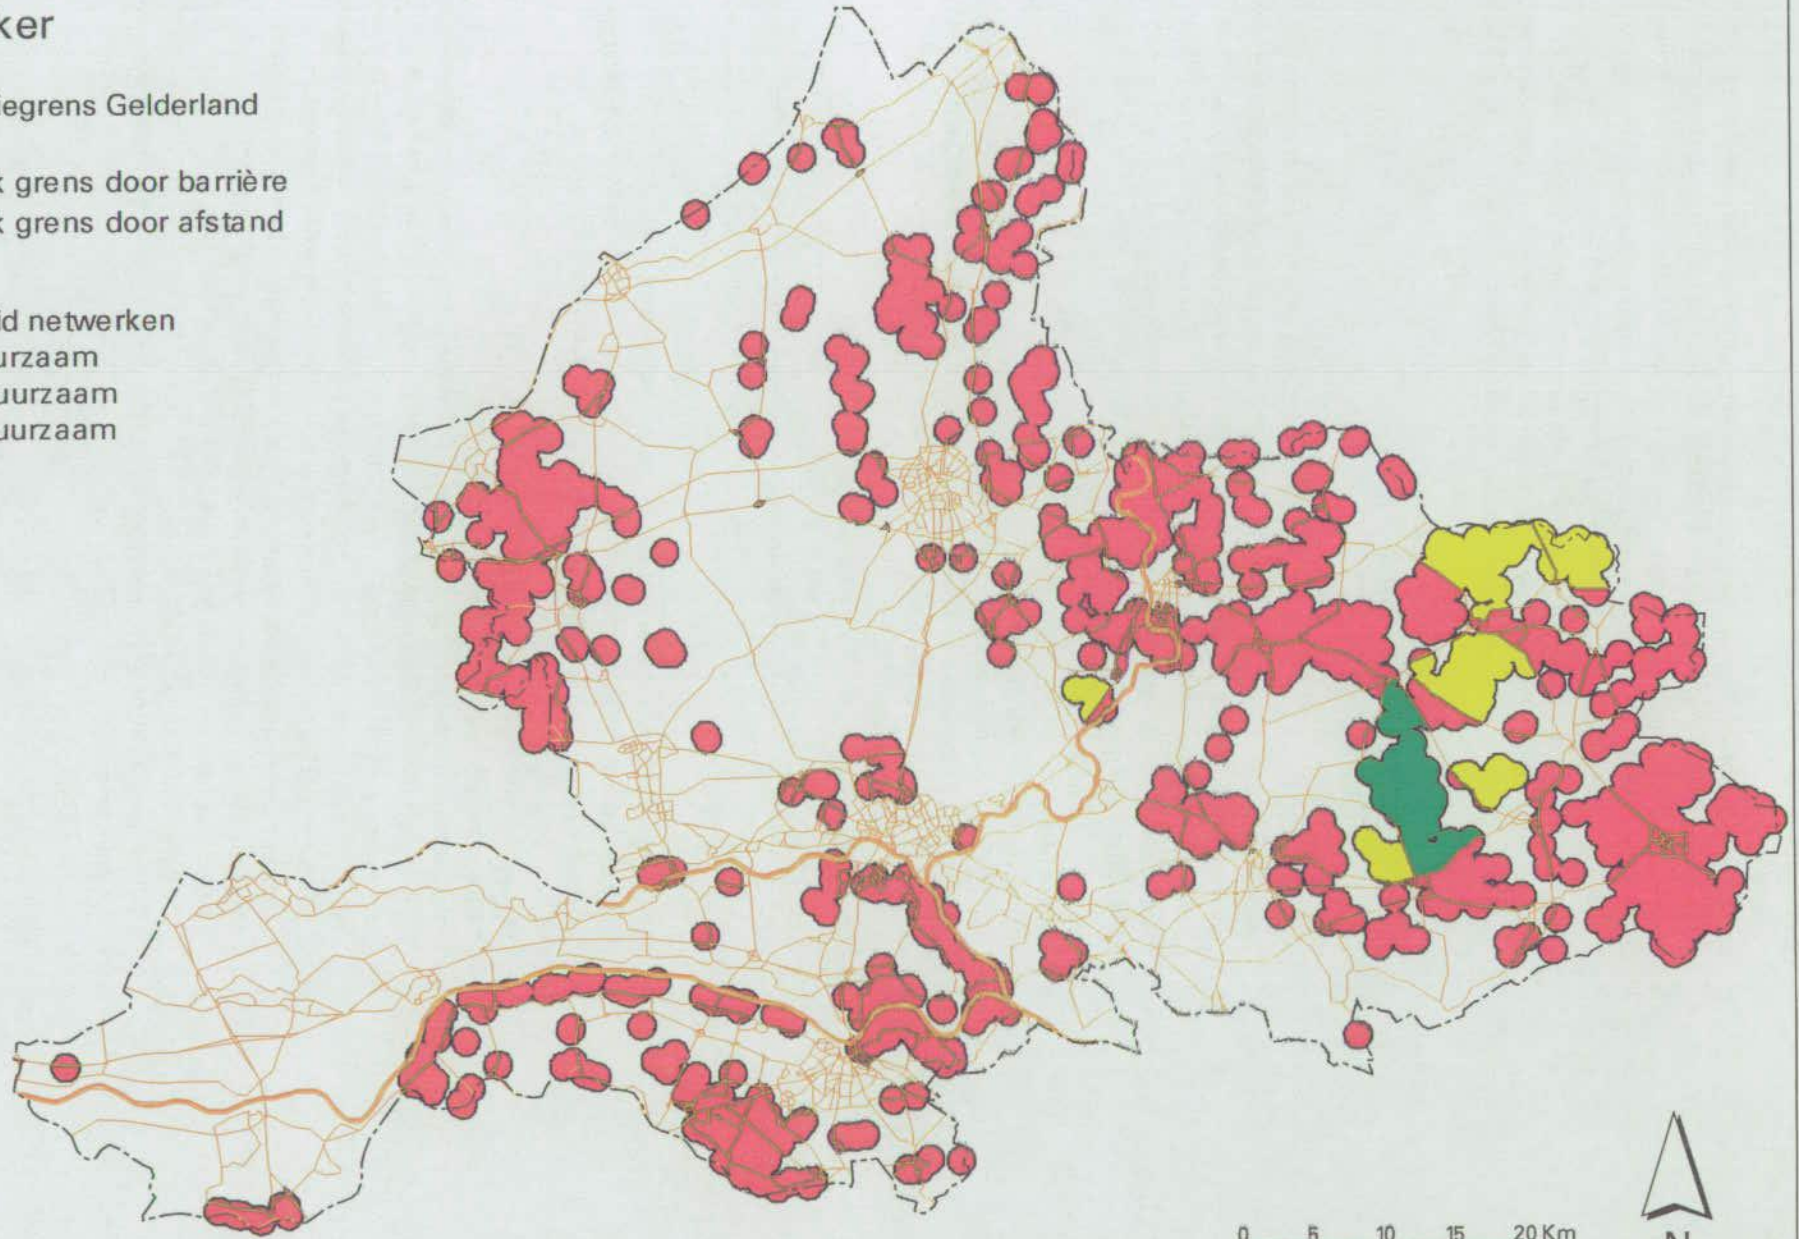 ker
iegrens Gelderland
k grens door barrière
k grens door afstand
id netwerken
urzaam
uurzaam
uurzaam
0 5 10 15 20 Km
N